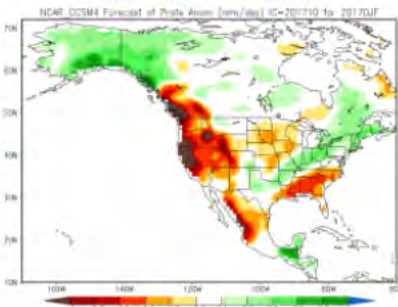 NCAR CCSM4 Forecast of Prate Anom (mm/day) IC=201710 for 2017DJF
70N
60N
50N
40N
30N
20N
10N
160W
140W
120W
100W
80W